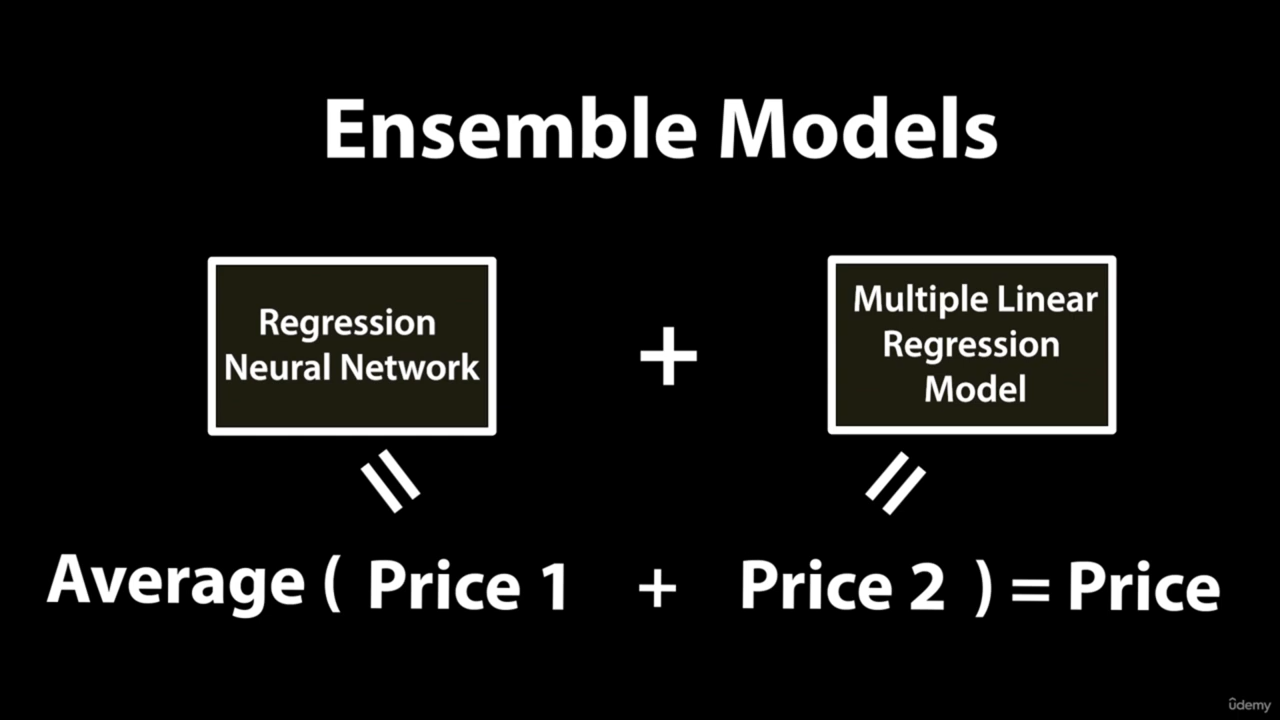 Ensemble Models
Regression
Neural Network
+
Multiple Linear
Regression
Model
=
=
Average ( Price 1 + Price 2 ) = Price
ûdemy